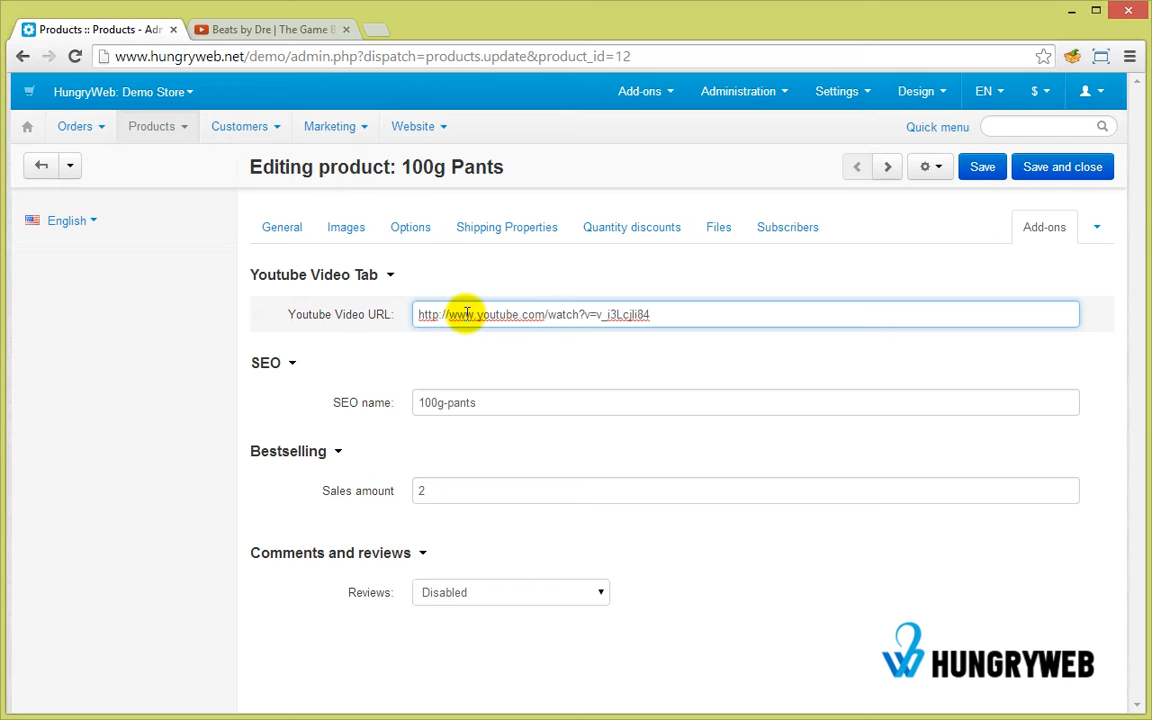 Products :: Products - Adr
Beats by Dre | The Game B
www.hungryweb.net/demo/admin.php?dispatch=products.update&product_id=12
HungryWeb: Demo Store
Add-ons
Administration
Settings
Design
EN
$
Orders
Products
Customers
Marketing
Website
Quick menu
Editing product: 100g Pants
Save
Save and close
English
General
Images
Options
Shipping Properties
Quantity discounts
Files
Subscribers
Add-ons
Youtube Video Tab
Youtube Video URL:
http://www.youtube.com/watch?v=v_i3Lcjli84
SEO
SEO name:
100g-pants
Bestselling
Sales amount
2
Comments and reviews
Reviews:
Disabled
HUNGRYWEB